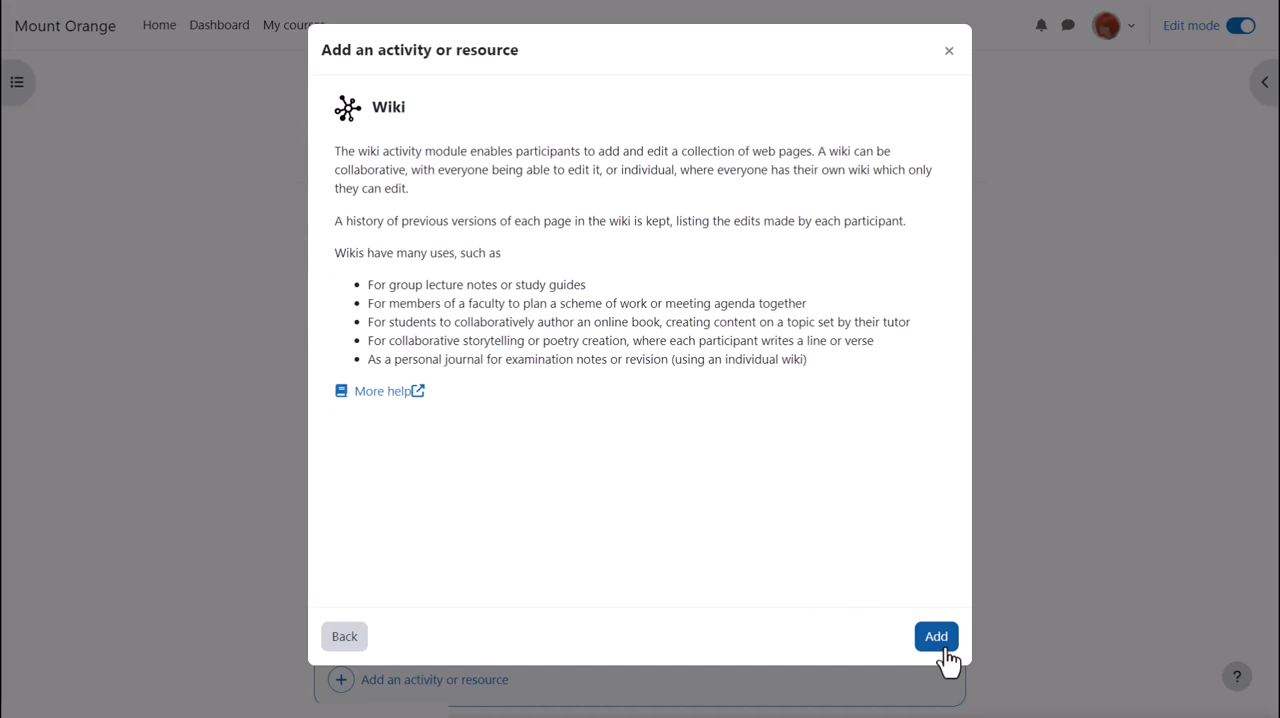 Mount Orange Home Dashboard My cour Edit mode
Add an activity or resource ×
Wiki
The wiki activity module enables participants to add and edit a collection of web pages. A wiki can be
collaborative, with everyone being able to edit it, or individual, where everyone has their own wiki which only
they can edit.
A history of previous versions of each page in the wiki is kept, listing the edits made by each participant.
Wikis have many uses, such as
• For group lecture notes or study guides
• For members of a faculty to plan a scheme of work or meeting agenda together
• For students to collaboratively author an online book, creating content on a topic set by their tutor
• For collaborative storytelling or poetry creation, where each participant writes a line or verse
• As a personal journal for examination notes or revision (using an individual wiki)
More help
Back Add
+ Add an activity or resource
?